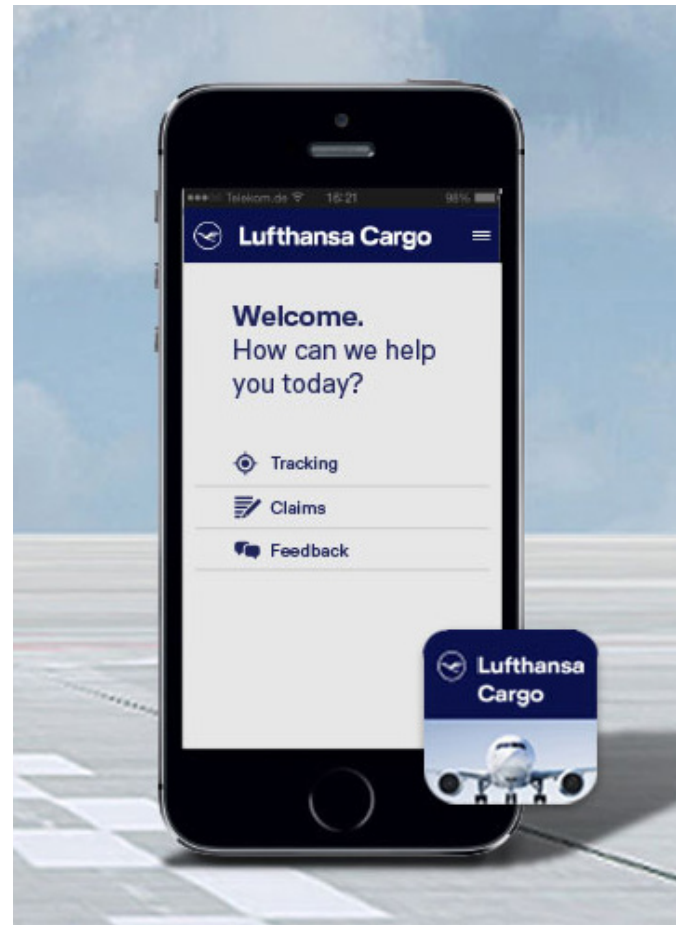 Telekom.de 16:21 98%
Lufthansa Cargo
Welcome.
How can we help
you today?
Tracking
Claims
Feedback
Lufthansa
Cargo